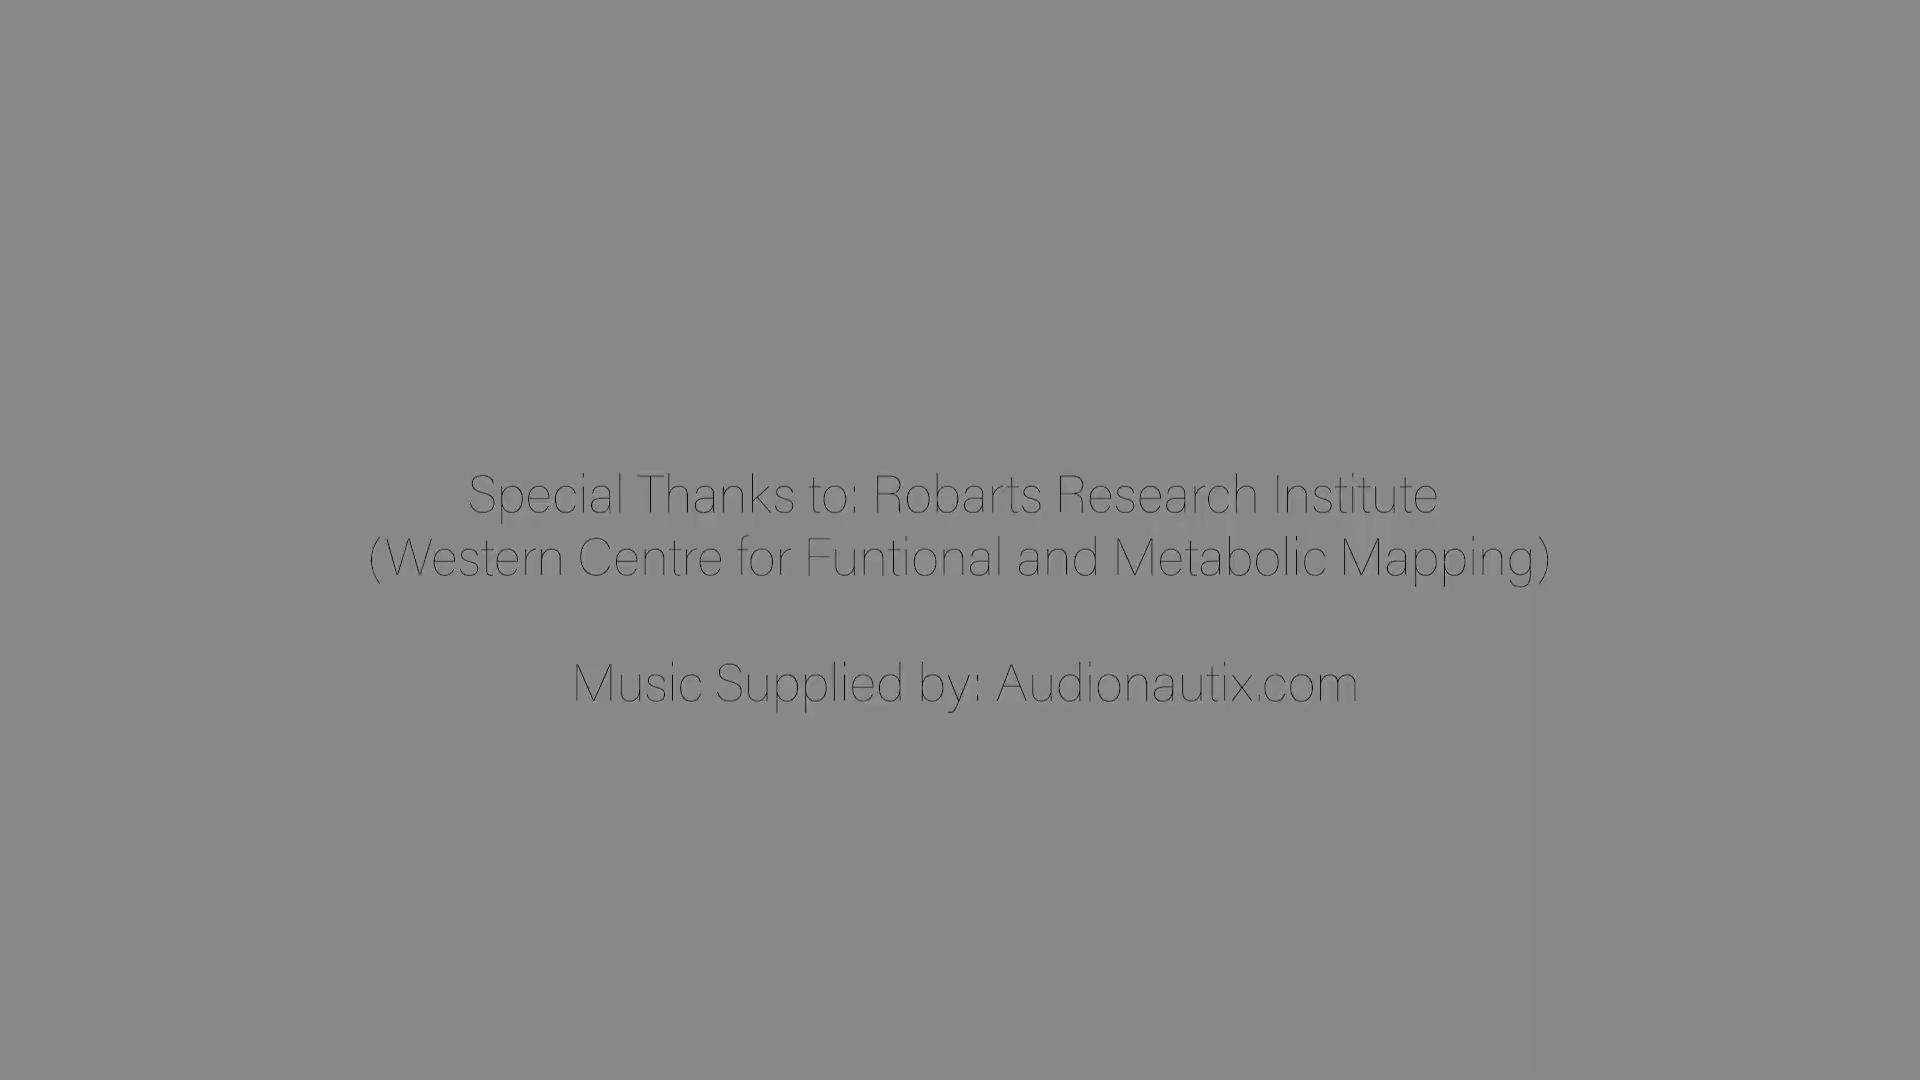 Special Thanks to: Robarts Research Institute
(Western Centre for Funtional and Metabolic Mapping)
Music Supplied by: Audionautix.com